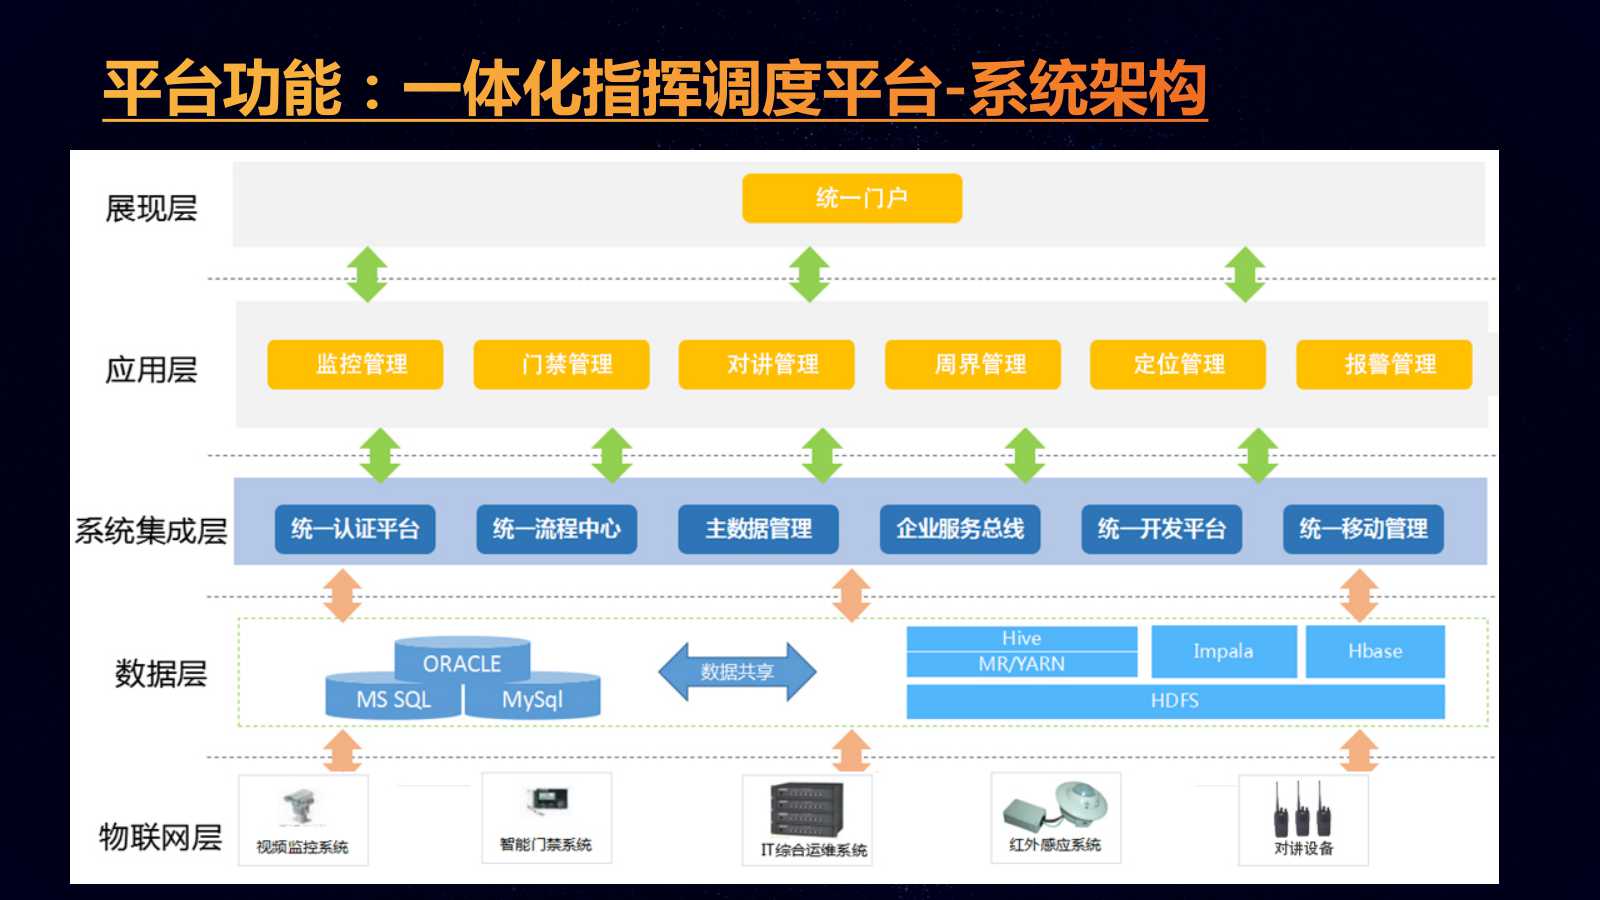 平台功能：一体化指挥调度平台-系统架构
展现层
统一门户
应用层
监控管理
门禁管理
对讲管理
周界管理
定位管理
报警管理
系统集成层
统一认证平台
统一流程中心
主数据管理
企业服务总线
统一开发平台
统一移动管理
数据层
ORACLE
MS SQL
MySql
数据共享
Hive
MR/YARN
Impala
Hbase
HDFS
物联网层
视频监控系统
智能门禁系统
IT综合运维系统
红外感应系统
对讲设备